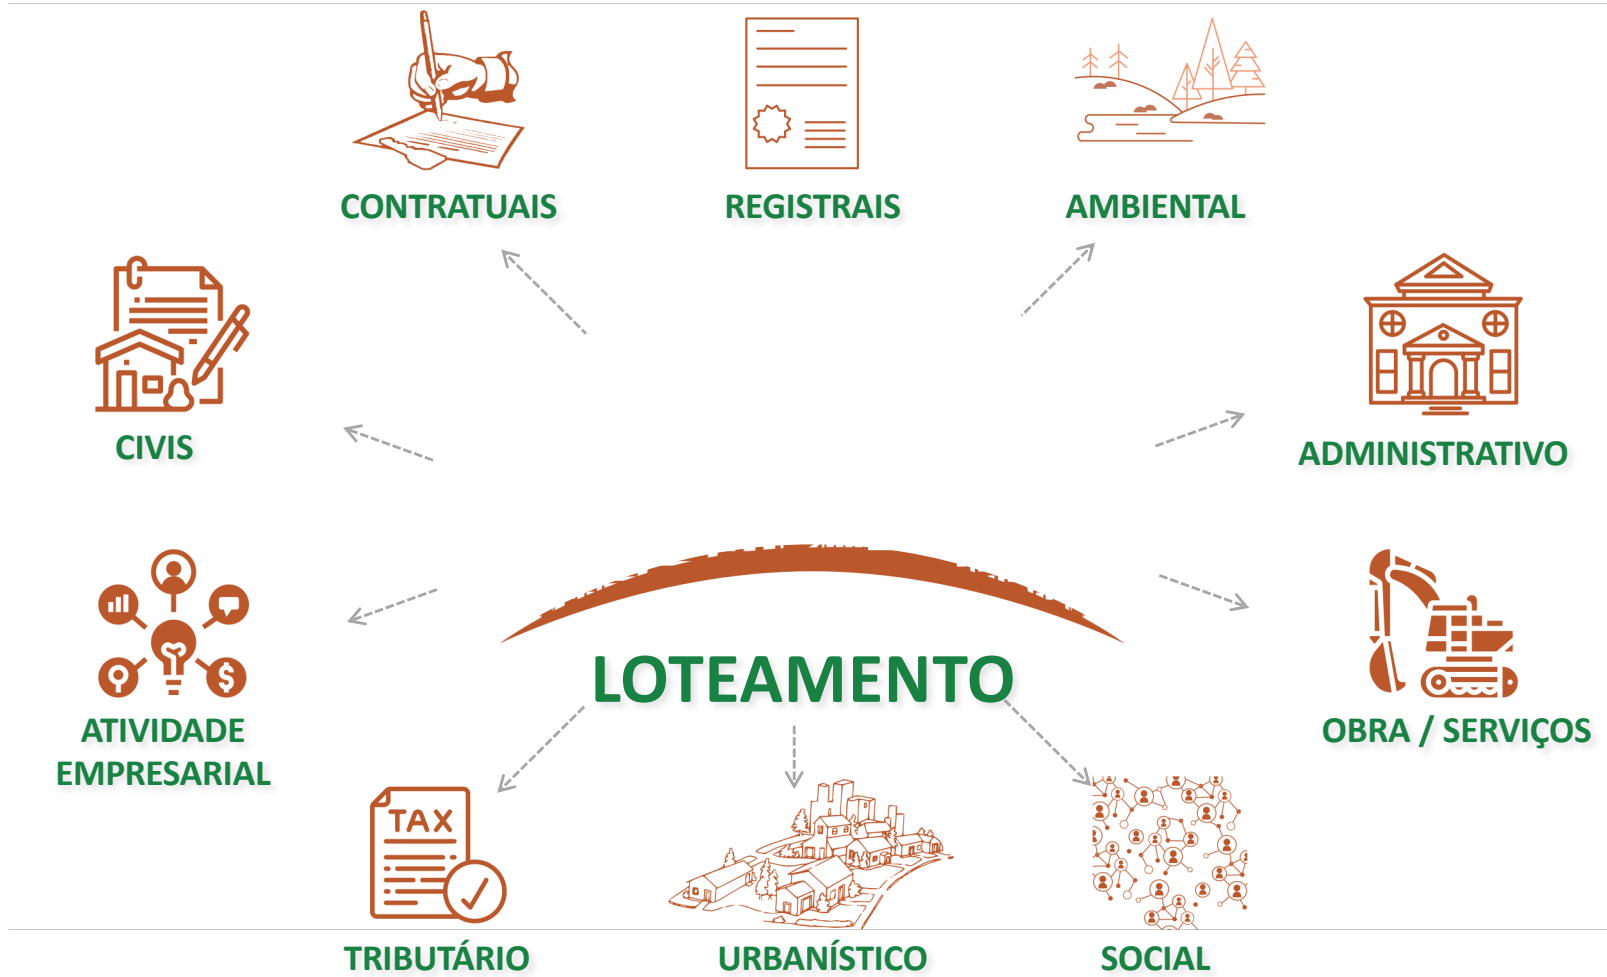 CONTRATUAIS
REGISTRAIS
AMBIENTAL
CIVIS
ADMINISTRATIVO
LOTEAMENTO
ATIVIDADE
EMPRESARIAL
OBRA / SERVIÇOS
TAX
TRIBUTÁRIO
URBANÍSTICO
SOCIAL